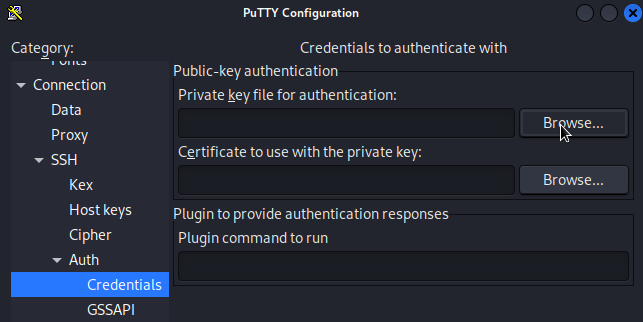 PuTTY Configuration
Category:
Credentials to authenticate with
Fonts
Connection
Data
Proxy
SSH
Kex
Host keys
Cipher
Auth
Credentials
GSSAPI
Public-key authentication
Private key file for authentication:
Browse...
Certificate to use with the private key:
Browse...
Plugin to provide authentication responses
Plugin command to run